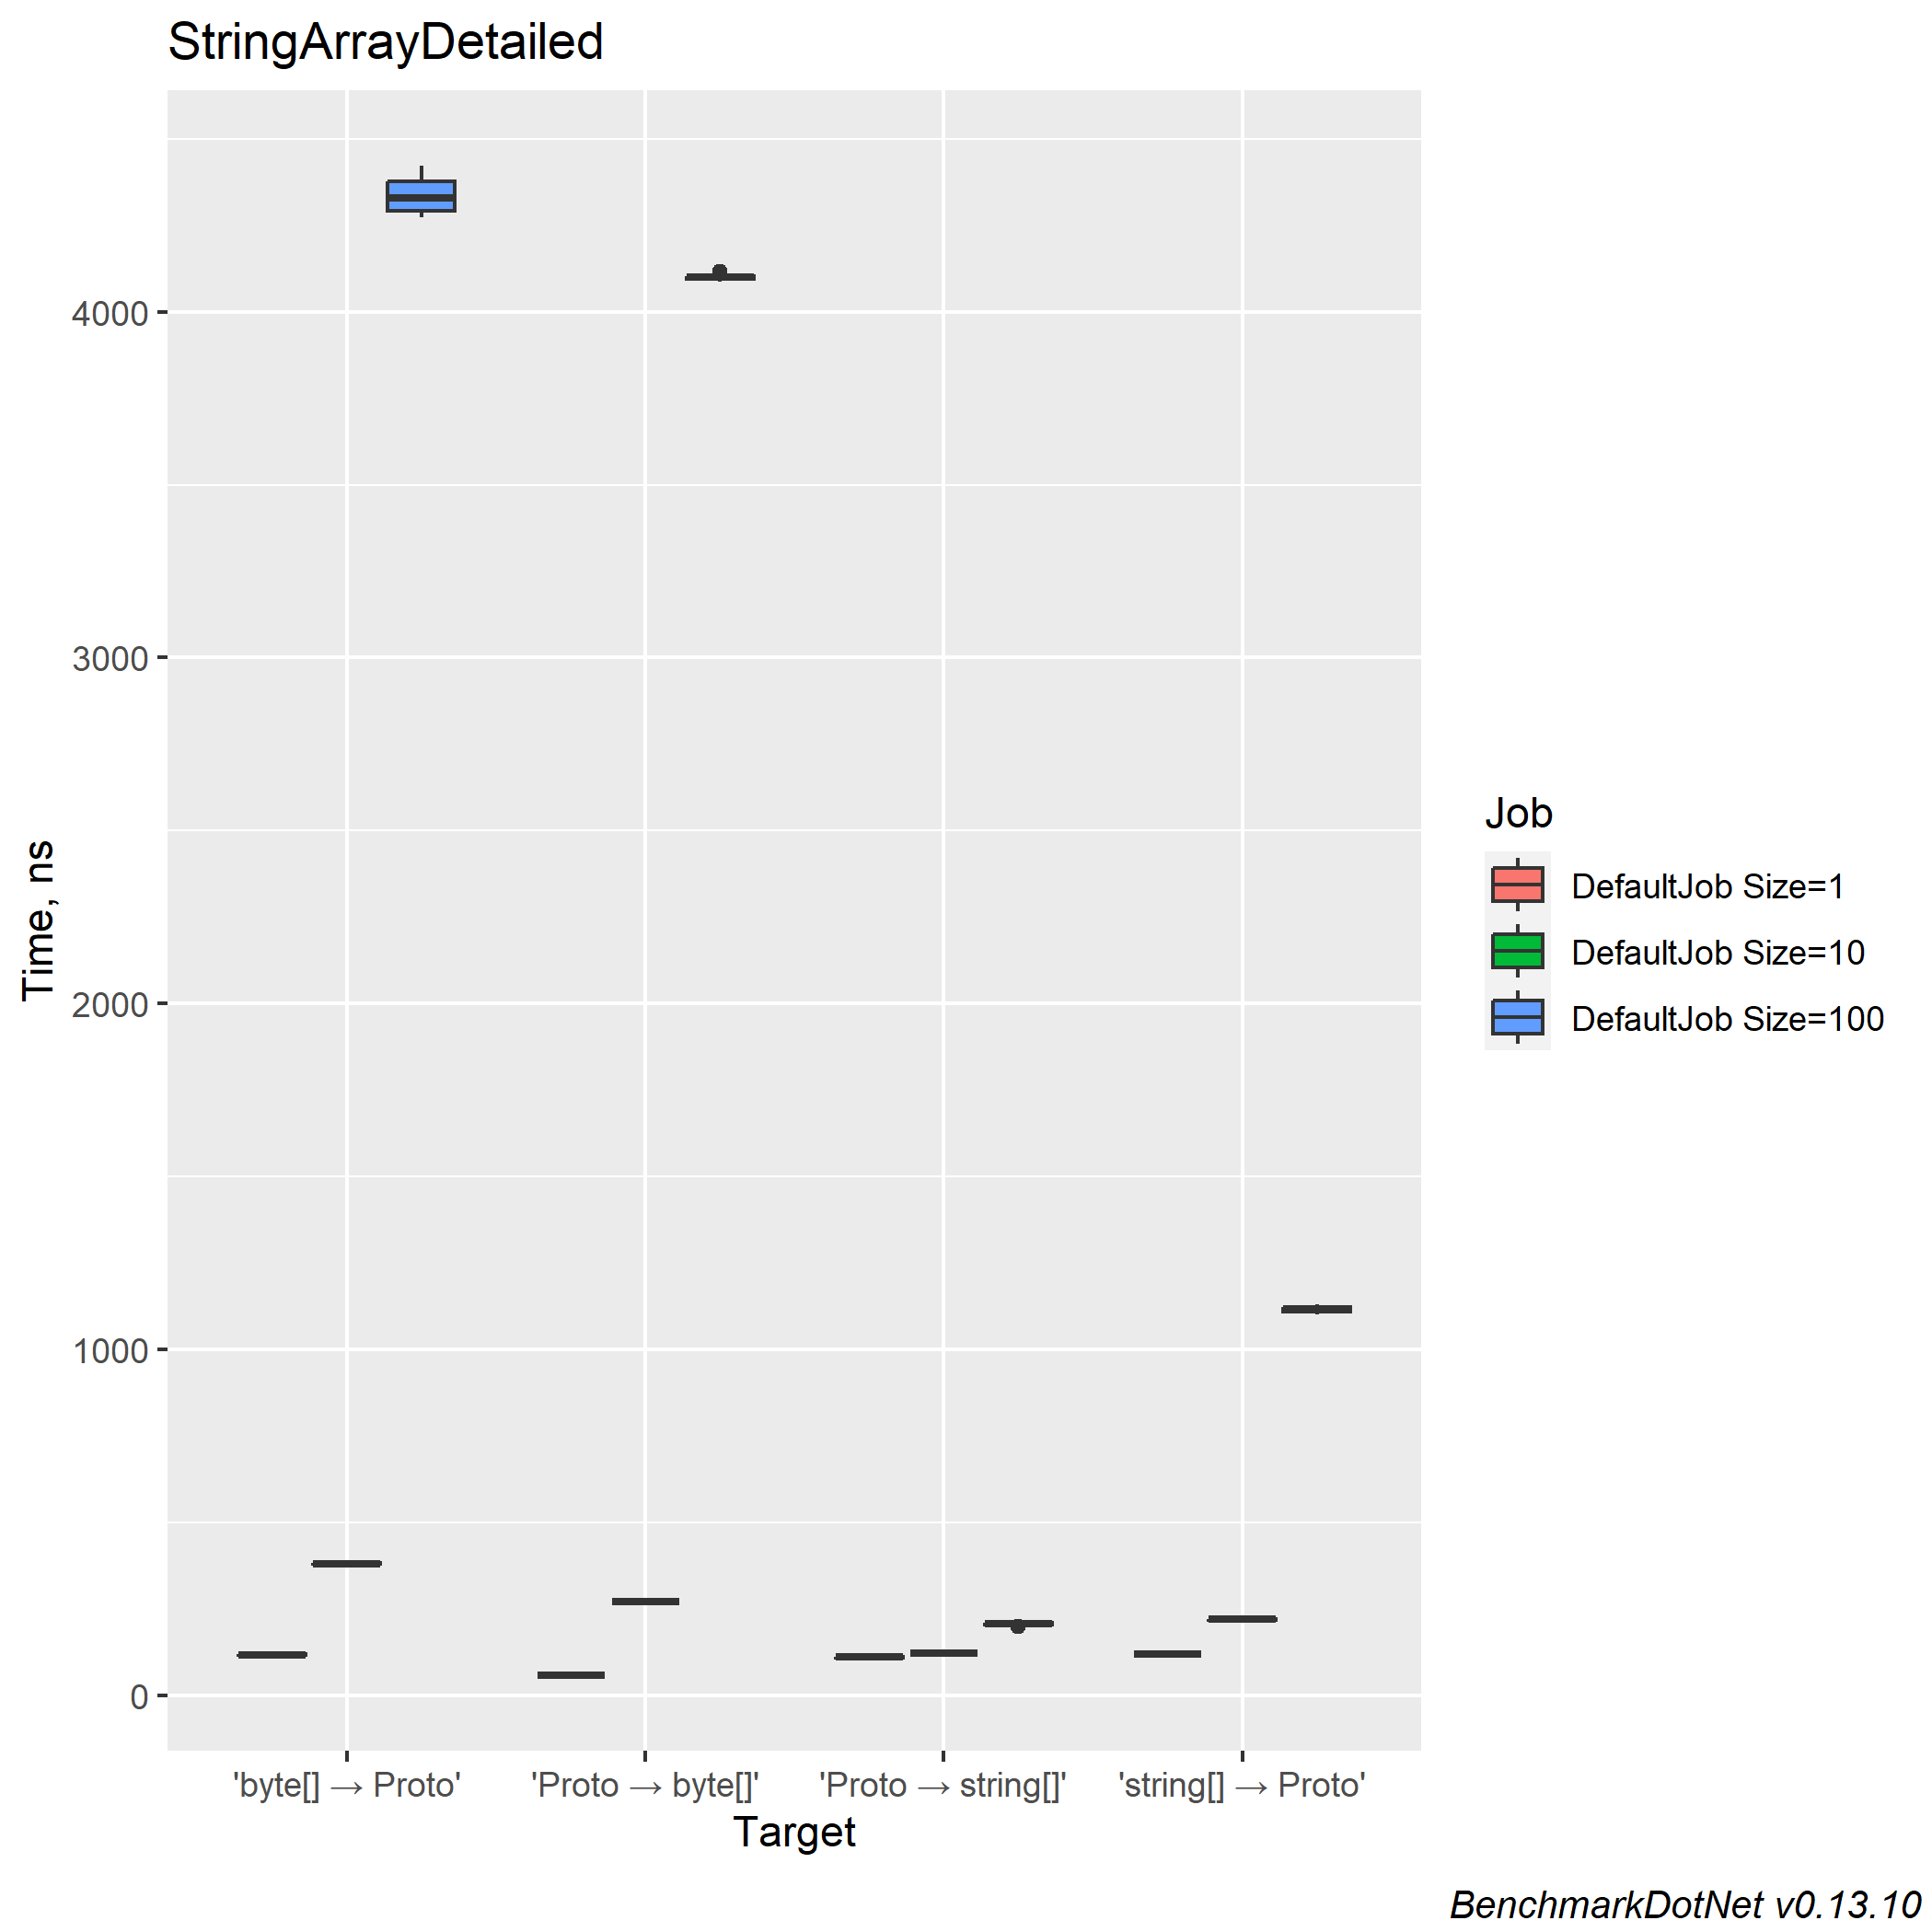 StringArrayDetailed
Time, ns
4000
3000
2000
1000
0
'byte[] → Proto' 'Proto → byte[]' 'Proto → string[]' 'string[] → Proto'
Target
Job
DefaultJob Size=1
DefaultJob Size=10
DefaultJob Size=100
BenchmarkDotNet v0.13.10